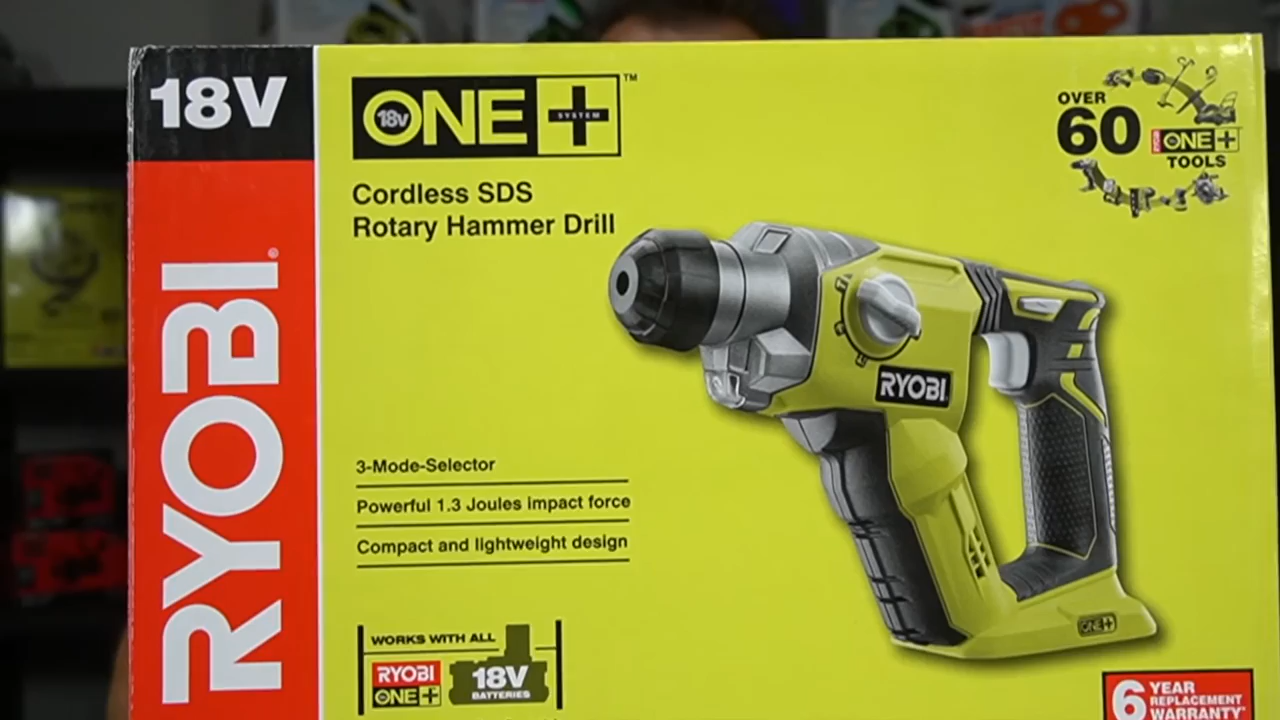 18V
RYOBI®
18V ONE+ ™
SYSTEM
Cordless SDS
Rotary Hammer Drill
OVER
60
RYOBI ONE+
TOOLS
RYOBI
ONE+
3-Mode-Selector
Powerful 1.3 Joules impact force
Compact and lightweight design
WORKS WITH ALL
RYOBI
ONE+
18V
BATTERIES
6 YEAR
REPLACEMENT
WARRANTY*